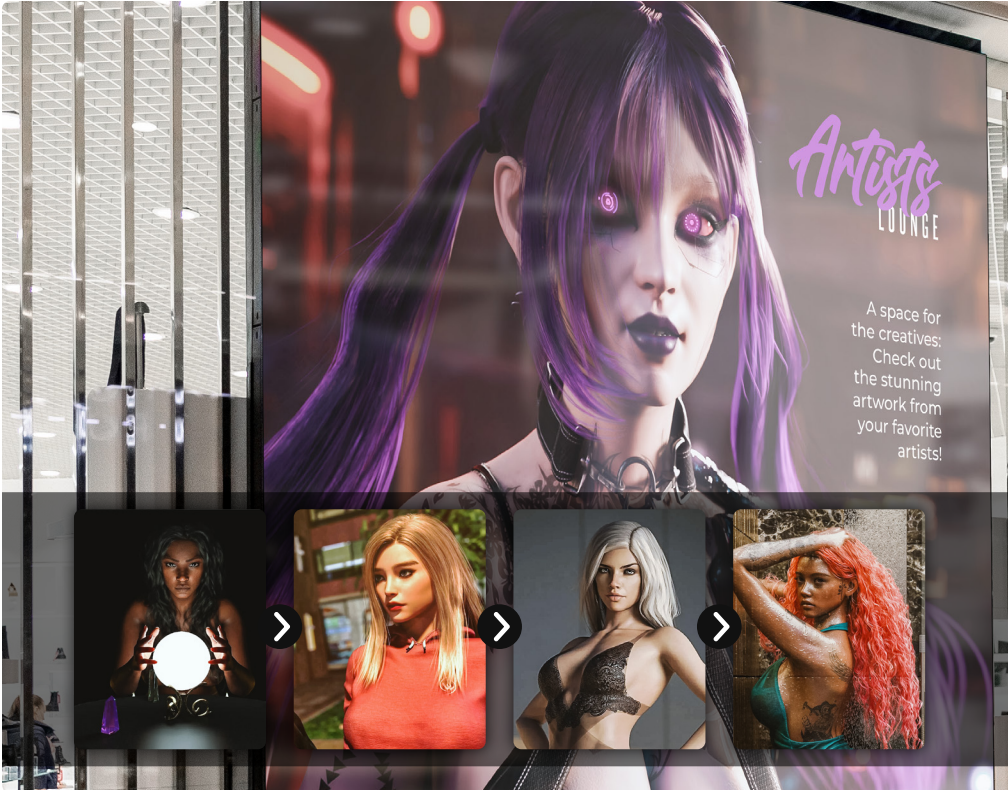 Artists
LOUNGE
A space for
the creatives:
Check out
the stunning
artwork from
your favorite
artists!